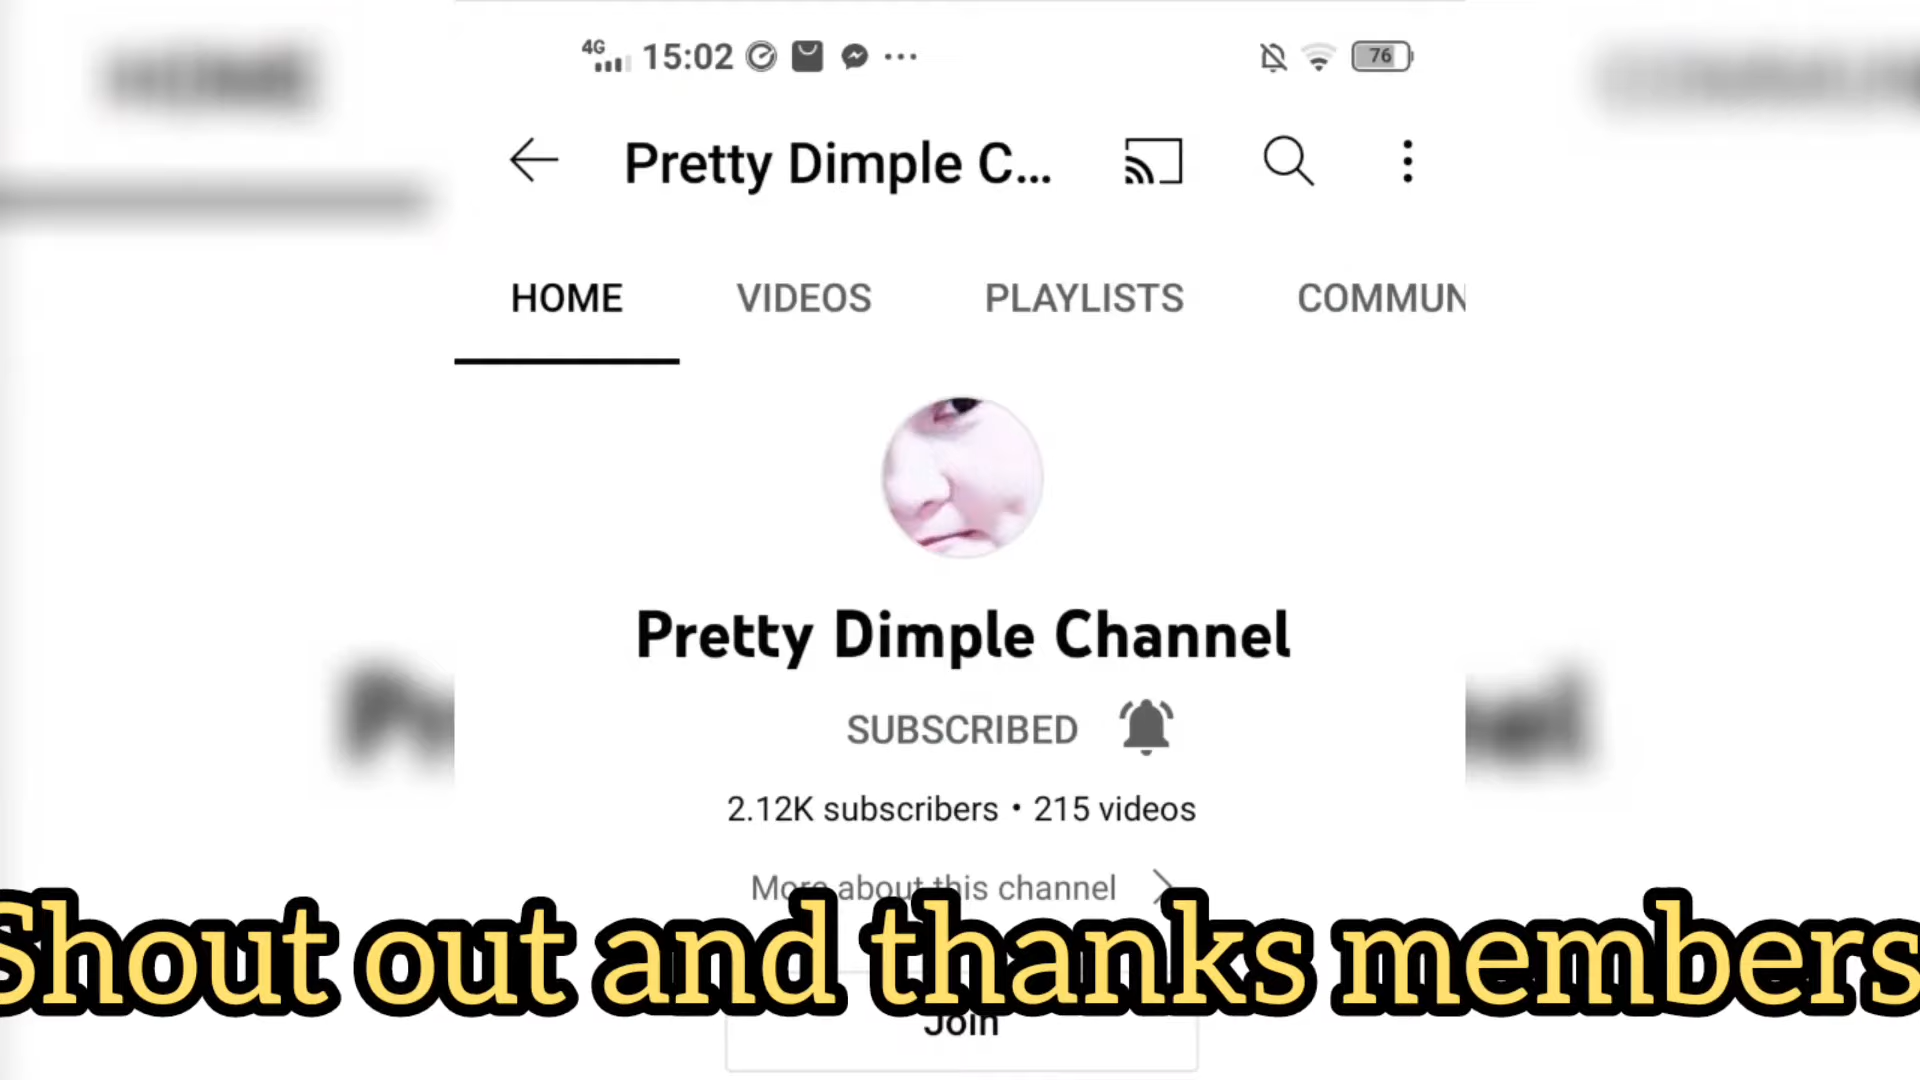 4G 15:02 76
Pretty Dimple C...
HOME VIDEOS PLAYLISTS COMMUN
Pretty Dimple Channel
SUBSCRIBED
2.12K subscribers • 215 videos
More about this channel
Shout out and thanks members
Join